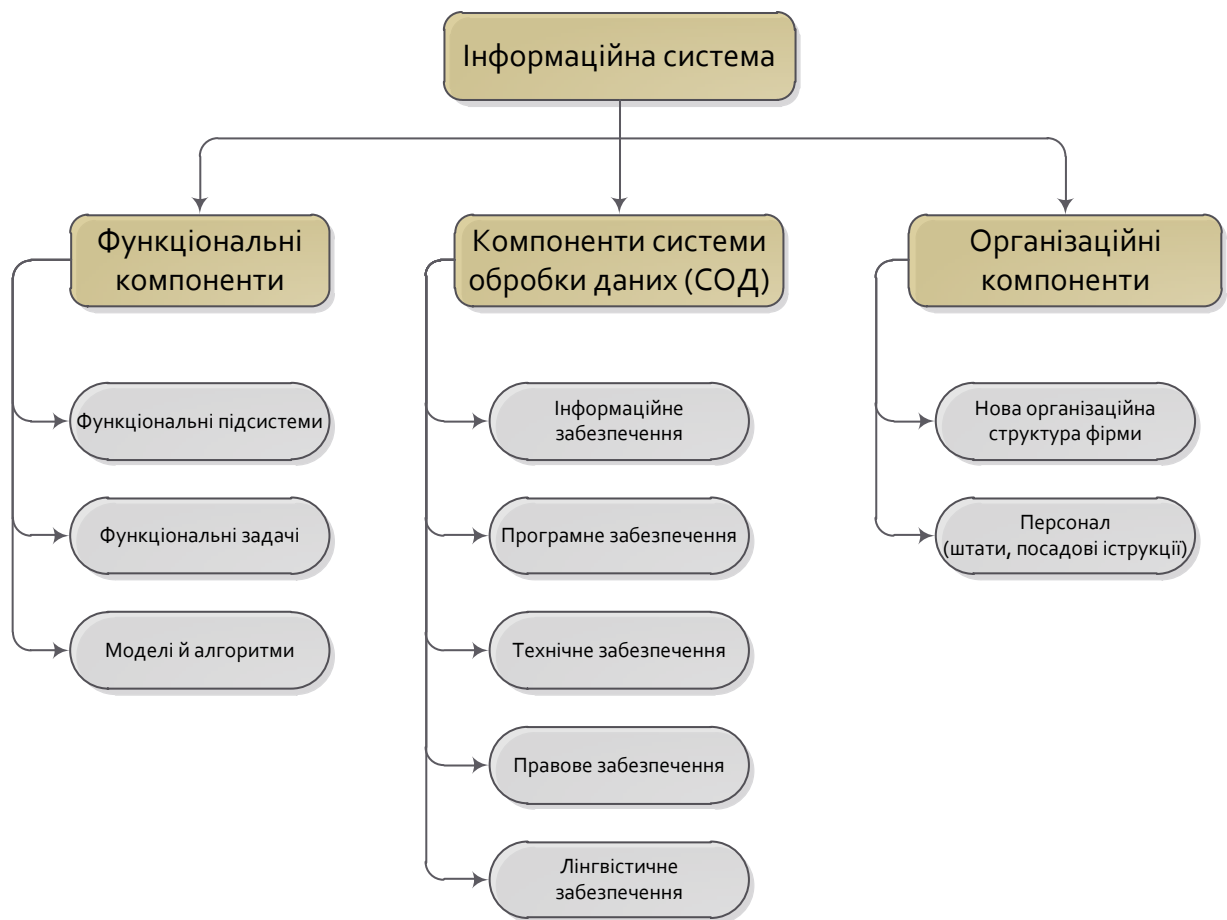 Інформаційна система
Функціональні
компоненти
Компоненти системи
обробки даних (СОД)
Організаційні
компоненти
Функціональні підсистеми
Функціональні задачі
Моделі й алгоритми
Інформаційне
забезпечення
Програмне забезпечення
Технічне забезпечення
Правове забезпечення
Лінгвістичне
забезпечення
Нова організаційна
структура фірми
Персонал
(штати, посадові іструкції)